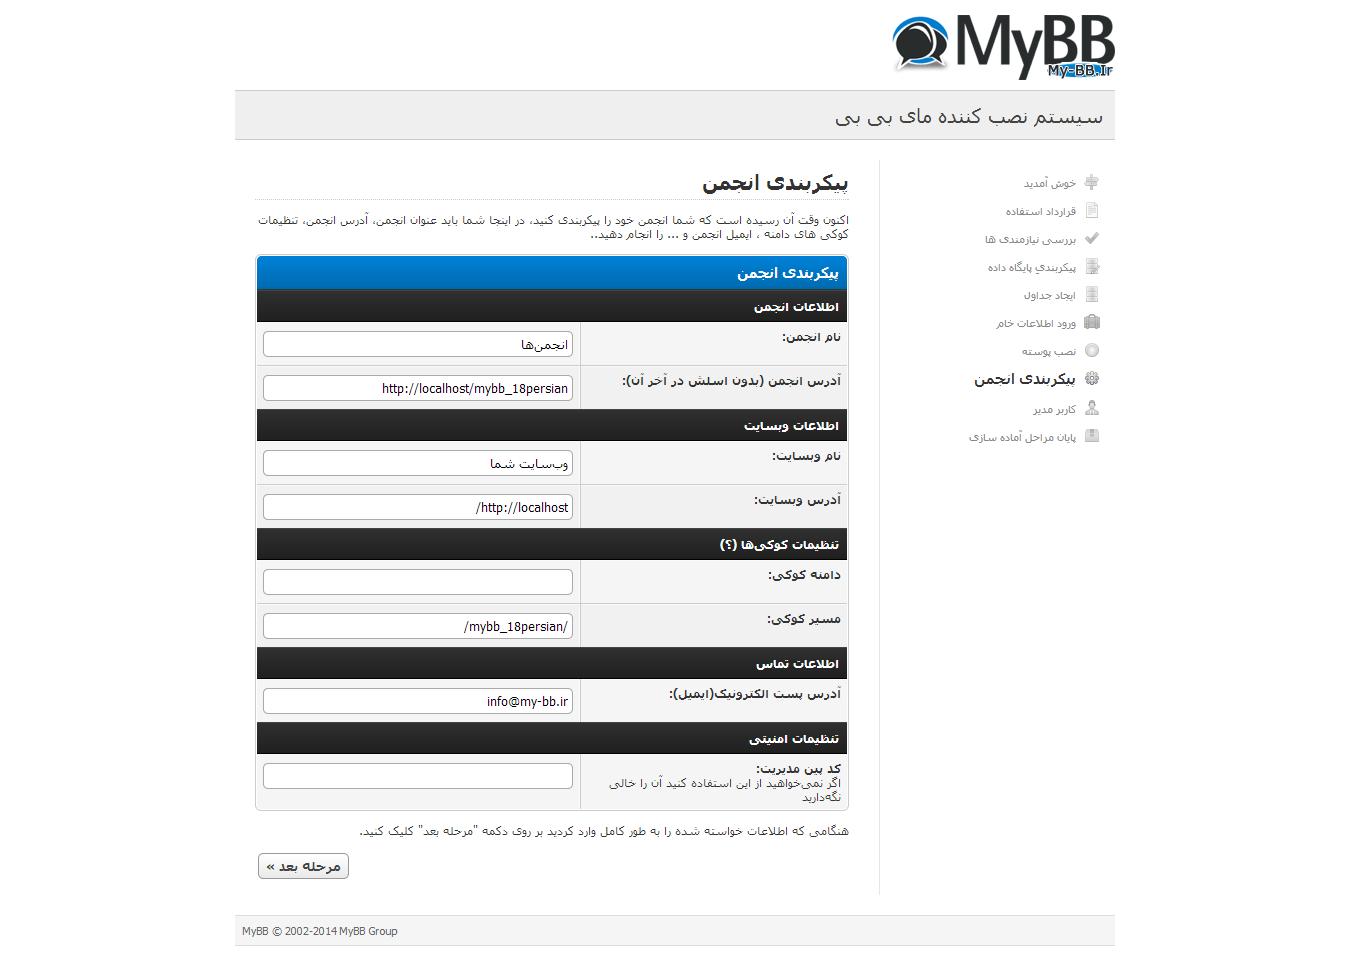 MyBB
My-BB.Ir
سیستم نصب کننده مای بی بی
خوش آمدید
قرارداد استفاده
بررسی نیازمندی ها
پیکربندي پایگاه داده
ایجاد جداول
ورود اطلاعات خام
نصب پوسته
پیکربندی انجمن
کاربر مدیر
پایان مراحل آماده سازی
پیکربندی انجمن
اکنون وقت آن رسیده است که شما انجمن خود را پیکربندی کنید، در اینجا شما باید عنوان انجمن، آدرس انجمن، تنظیمات
کوکی های دامنه ، ایمیل انجمن و ... را انجام دهید..
پیکربندی انجمن
اطلاعات انجمن
نام انجمن:
انجمن‌ها
آدرس انجمن (بدون اسلش در آخر آن):
http://localhost/mybb_18persian
اطلاعات وبسایت
نام وبسایت:
وب‌سایت شما
آدرس وبسایت:
http://localhost/
تنظیمات کوکی‌ها (؟)
دامنه کوکی:
مسیر کوکی:
/mybb_18persian/
اطلاعات تماس
آدرس پست الکترونیک(ایمیل):
info@my-bb.ir
تنظیمات امنیتی
کد پین مدیریت:
اگر نمی‌خواهید از این استفاده کنید آن را خالی
نگه‌دارید
هنگامی که اطلاعات خواسته شده را به طور کامل وارد کردید بر روی دکمه "مرحله بعد" کلیک کنید.
مرحله بعد »
MyBB © 2002-2014 MyBB Group